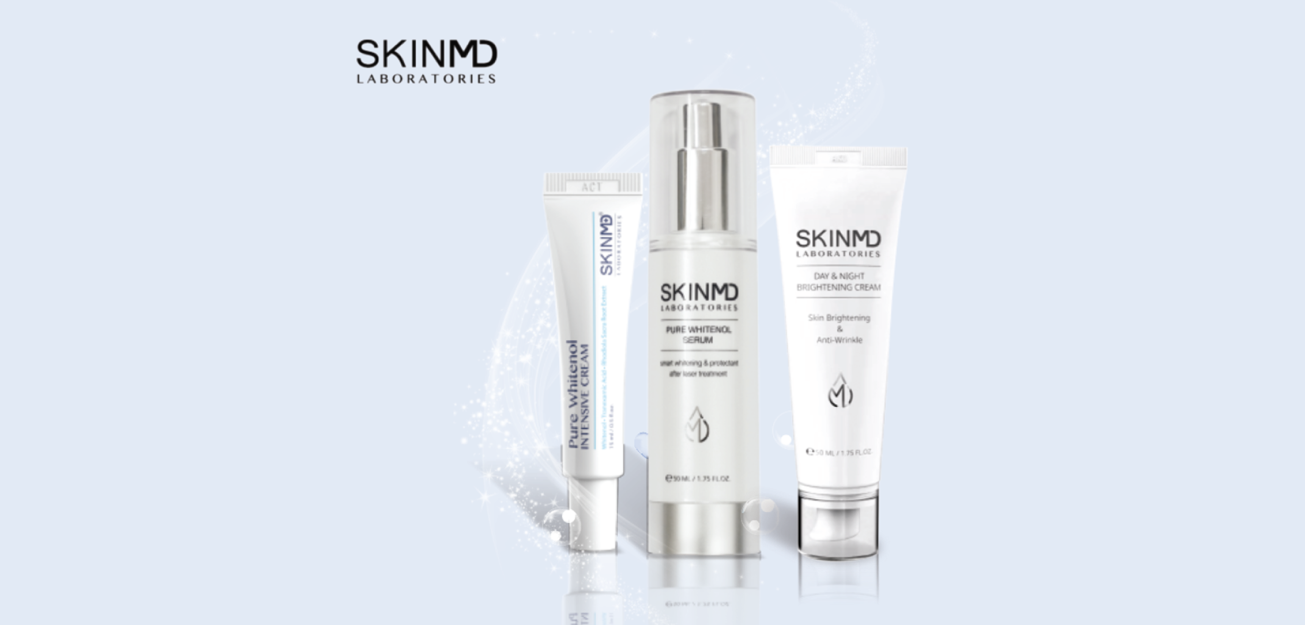 SKINMD
LABORATORIES
ACT
SKINMD
LABORATORIES
Pure Whitenol
INTENSIVE CREAM
SKINMD
LABORATORIES
PURE WHITENOL
SERUM
smart whitening & protectant
after laser treatment
℮50 ML / 1.75 FL.OZ.
SKINMD
LABORATORIES
DAY & NIGHT
BRIGHTENING CREAM
Skin Brightening
&
Anti-Wrinkle
℮50 ML / 1.75 FL.OZ.